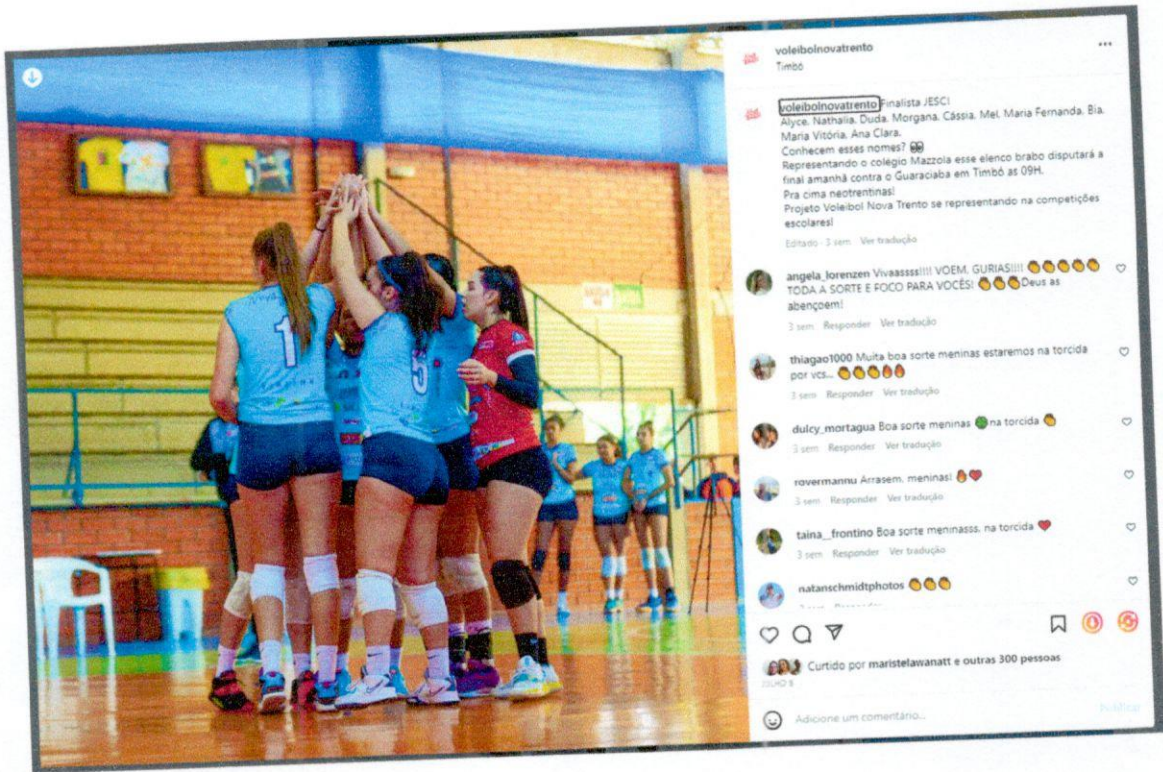 voleibolnovatrento
Timbó
voleibolnovatrento Finalista JESC!
Alyce, Nathalia, Duda, Morgana, Cássia, Mel, Maria Fernanda, Bia,
Maria Vitória, Ana Clara.
Conhecem esses nomes? 👀
Representando o colégio Mazzola esse elenco brabo disputará a
final amanhã contra o Guaraciaba em Timbó as 09H.
Pra cima neotrentinas!
Projeto Voleibol Nova Trento se representando na competições
escolares!
Editado · 3 sem Ver tradução
angela_lorenzen Vivaassss!!!! VOEM, GURIAS!!!! 👏👏👏👏👏
TODA A SORTE E FOCO PARA VOCÊS! 👏👏👏Deus as
abençoem!
3 sem Responder Ver tradução
thiagao1000 Muita boa sorte meninas estaremos na torcida
por vcs... 👏👏👏🔥🔥
3 sem Responder Ver tradução
dulcy_mortagua Boa sorte meninas 🍀na torcida 👏
3 sem Responder Ver tradução
rovermannu Arrasem, meninas! 🔥❤️
3 sem Responder Ver tradução
taina__frontino Boa sorte meninasss, na torcida ❤️
3 sem Responder Ver tradução
natanschmidtphotos 👏👏👏
Curtido por maristelawanatt e outras 300 pessoas
JULHO 5
Adicione um comentário...
Publicar
1
5